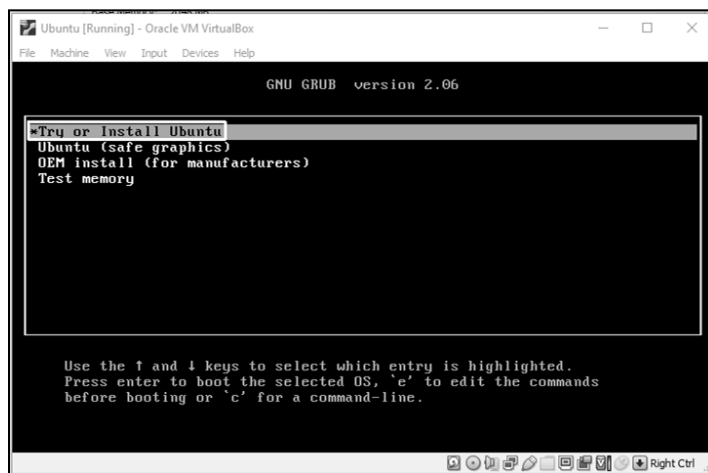 Ubuntu [Running] - Oracle VM VirtualBox
File Machine View Input Devices Help
GNU GRUB version 2.06
*Try or Install Ubuntu
Ubuntu (safe graphics)
OEM install (for manufacturers)
Test memory
Use the ↑ and ↓ keys to select which entry is highlighted.
Press enter to boot the selected OS, `e' to edit the commands
before booting or `c' for a command-line.
Right Ctrl